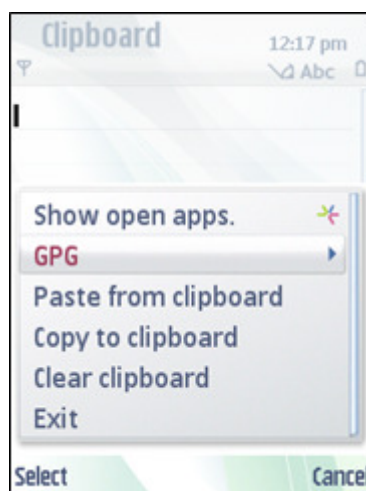 Clipboard
12:17 pm
Abc
Show open apps.
GPG
Paste from clipboard
Copy to clipboard
Clear clipboard
Exit
Select Cancel